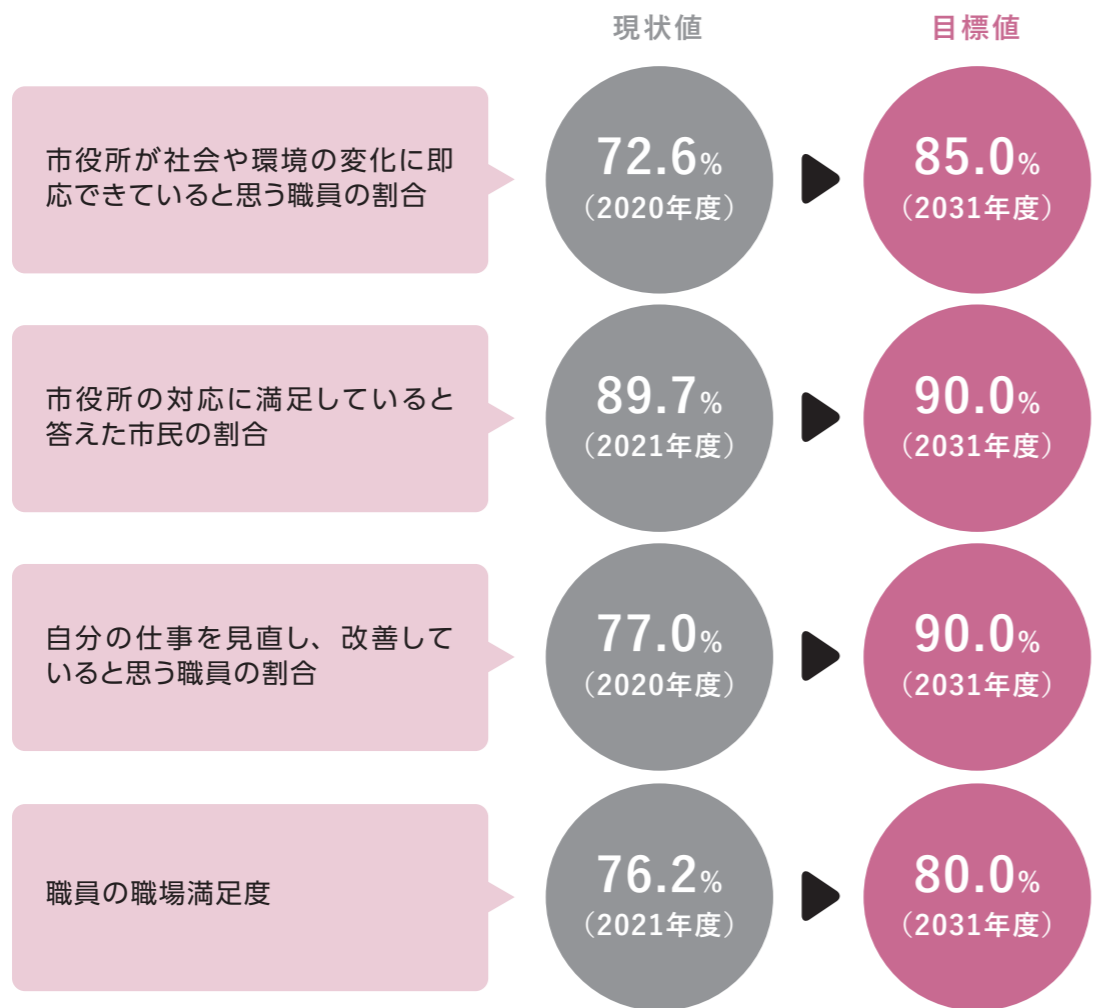 現状値
目標値
市役所が社会や環境の変化に即
応できていると思う職員の割合
72.6%
（2020年度）
85.0%
（2031年度）
市役所の対応に満足していると
答えた市民の割合
89.7%
（2021年度）
90.0%
（2031年度）
自分の仕事を見直し、改善して
いると思う職員の割合
77.0%
（2020年度）
90.0%
（2031年度）
職員の職場満足度
76.2%
（2021年度）
80.0%
（2031年度）